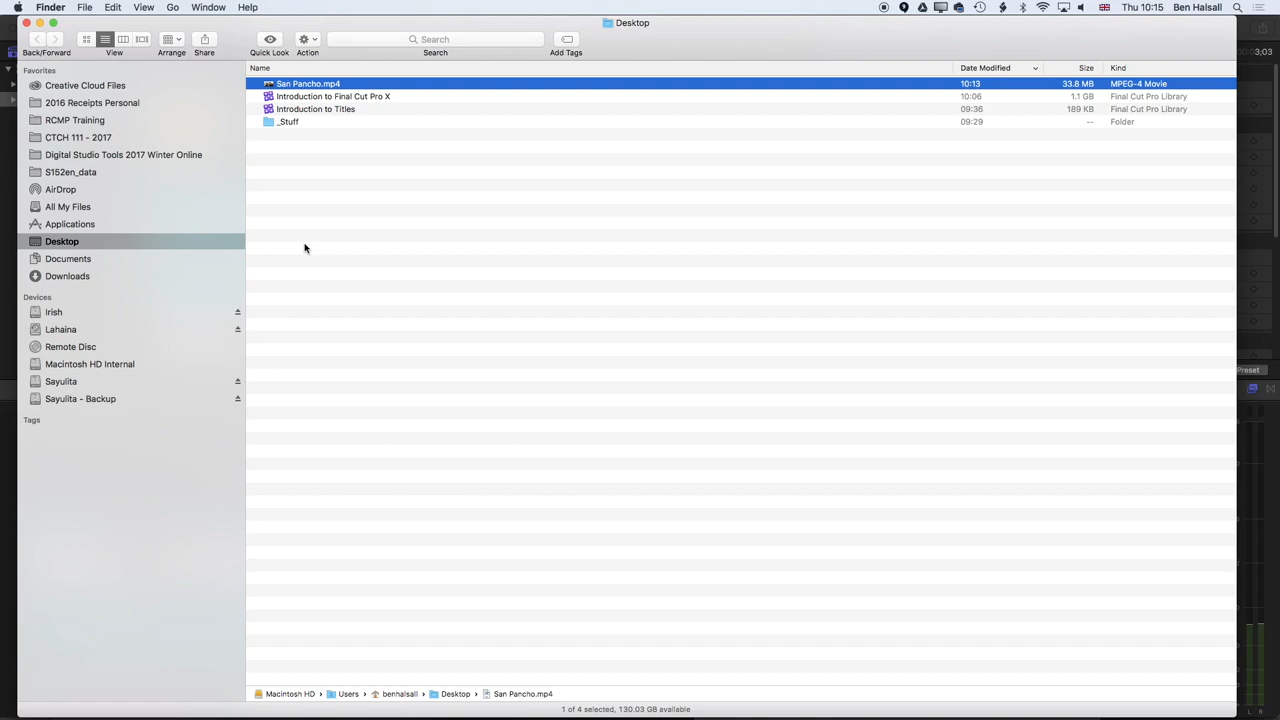 Finder File Edit View Go Window Help Thu 10:15 Ben Halsall
Desktop
Search
Back/Forward View Arrange Share Quick Look Action Search Add Tags
Favorites
Creative Cloud Files
2016 Receipts Personal
RCMP Training
CTCH 111 - 2017
Digital Studio Tools 2017 Winter Online
S152en_data
AirDrop
All My Files
Applications
Desktop
Documents
Downloads
Devices
Irish
Lahaina
Remote Disc
Macintosh HD Internal
Sayulita
Sayulita - Backup
Tags
Name Date Modified Size Kind
San Pancho.mp4 10:13 33.8 MB MPEG-4 Movie
Introduction to Final Cut Pro X 10:06 1.1 GB Final Cut Pro Library
Introduction to Titles 09:36 189 KB Final Cut Pro Library
_Stuff 09:29 -- Folder
Macintosh HD Users benhalsall Desktop San Pancho.mp4
1 of 4 selected, 130.03 GB available
3;03
Preset
L R